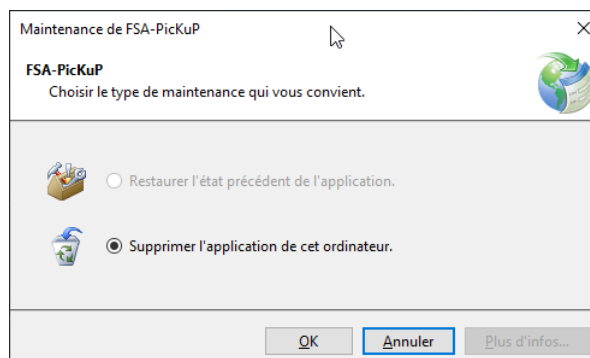 Maintenance de FSA-PicKuP
FSA-PicKuP
Choisir le type de maintenance qui vous convient.
Restaurer l'état précédent de l'application.
Supprimer l'application de cet ordinateur.
OK Annuler Plus d'infos...